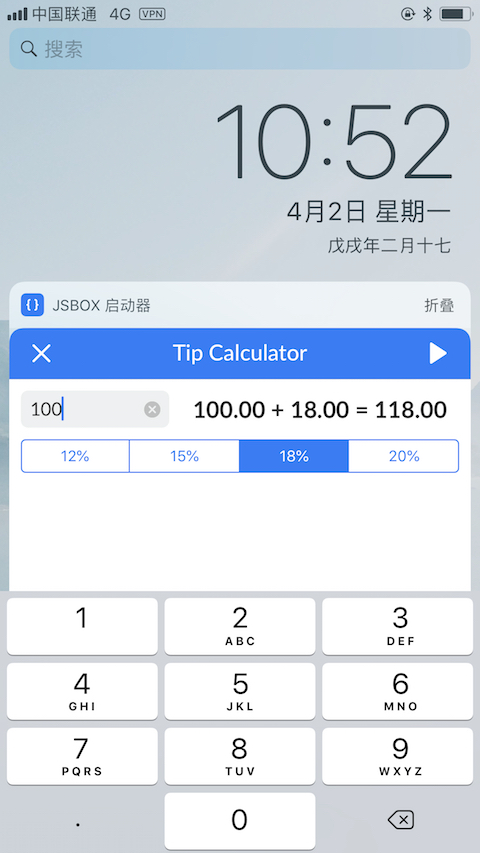 中国联通 4G VPN
搜索
10:52
4月2日 星期一
戊戌年二月十七
JSBOX 启动器 折叠
Tip Calculator
100 100.00 + 18.00 = 118.00
12% 15% 18% 20%
1 2 3
ABC DEF
4 5 6
GHI JKL MNO
7 8 9
PQRS TUV WXYZ
. 0